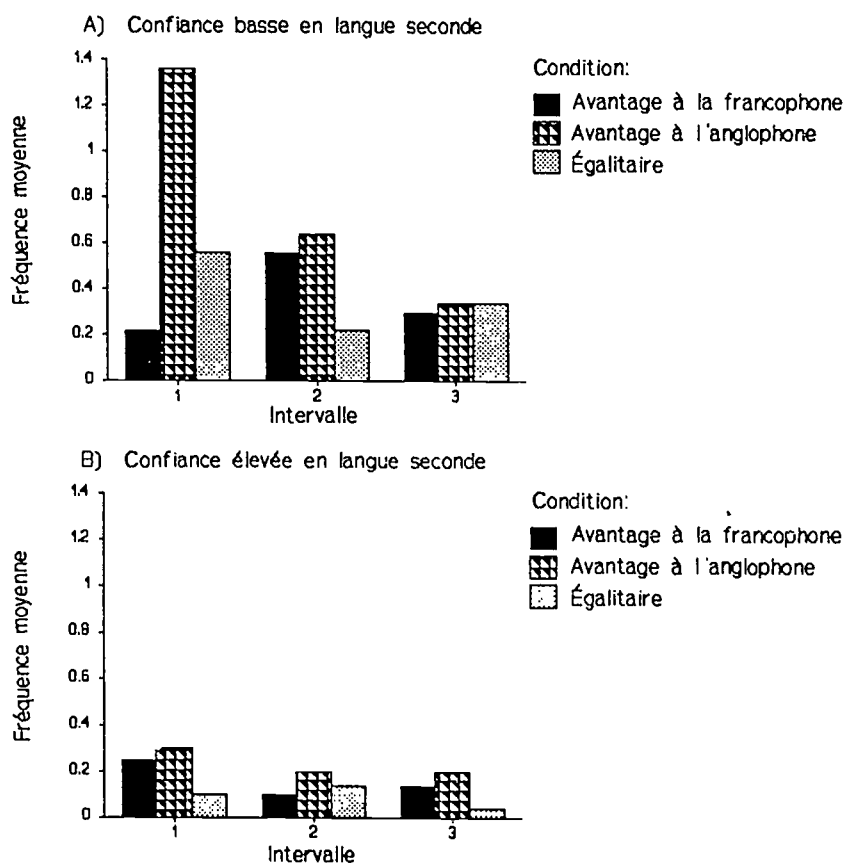 A) Confiance basse en langue seconde
1.4
1.2
1
0.8
0.6
0.4
0.2
0
Fréquence moyenne
1
2
3
Intervalle
Condition:
Avantage à la francophone
Avantage à l'anglophone
Égalitaire
B) Confiance élevée en langue seconde
1.4
1.2
1
0.8
0.6
0.4
0.2
0
Fréquence moyenne
1
2
3
Intervalle
Condition:
Avantage à la francophone
Avantage à l'anglophone
Égalitaire